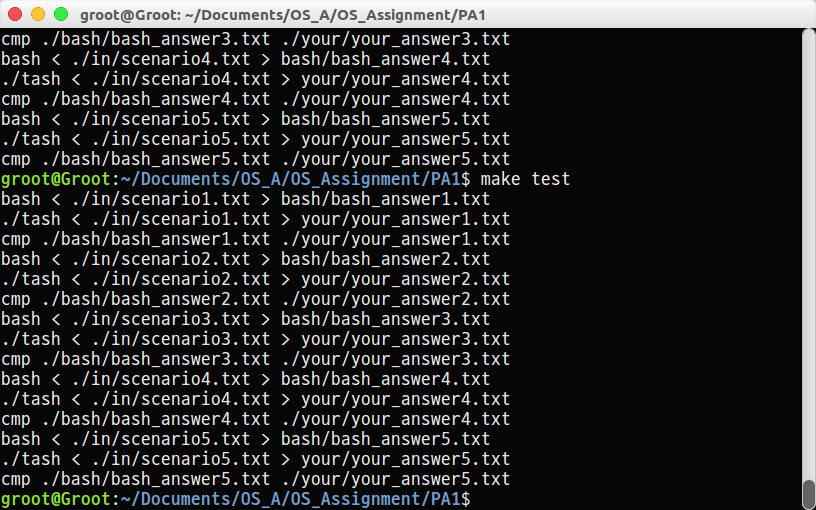 groot@Groot: ~/Documents/OS_A/OS_Assignment/PA1
cmp ./bash/bash_answer3.txt ./your/your_answer3.txt
bash < ./in/scenario4.txt > bash/bash_answer4.txt
./tash < ./in/scenario4.txt > your/your_answer4.txt
cmp ./bash/bash_answer4.txt ./your/your_answer4.txt
bash < ./in/scenario5.txt > bash/bash_answer5.txt
./tash < ./in/scenario5.txt > your/your_answer5.txt
cmp ./bash/bash_answer5.txt ./your/your_answer5.txt
groot@Groot:~/Documents/OS_A/OS_Assignment/PA1$ make test
bash < ./in/scenario1.txt > bash/bash_answer1.txt
./tash < ./in/scenario1.txt > your/your_answer1.txt
cmp ./bash/bash_answer1.txt ./your/your_answer1.txt
bash < ./in/scenario2.txt > bash/bash_answer2.txt
./tash < ./in/scenario2.txt > your/your_answer2.txt
cmp ./bash/bash_answer2.txt ./your/your_answer2.txt
bash < ./in/scenario3.txt > bash/bash_answer3.txt
./tash < ./in/scenario3.txt > your/your_answer3.txt
cmp ./bash/bash_answer3.txt ./your/your_answer3.txt
bash < ./in/scenario4.txt > bash/bash_answer4.txt
./tash < ./in/scenario4.txt > your/your_answer4.txt
cmp ./bash/bash_answer4.txt ./your/your_answer4.txt
bash < ./in/scenario5.txt > bash/bash_answer5.txt
./tash < ./in/scenario5.txt > your/your_answer5.txt
cmp ./bash/bash_answer5.txt ./your/your_answer5.txt
groot@Groot:~/Documents/OS_A/OS_Assignment/PA1$